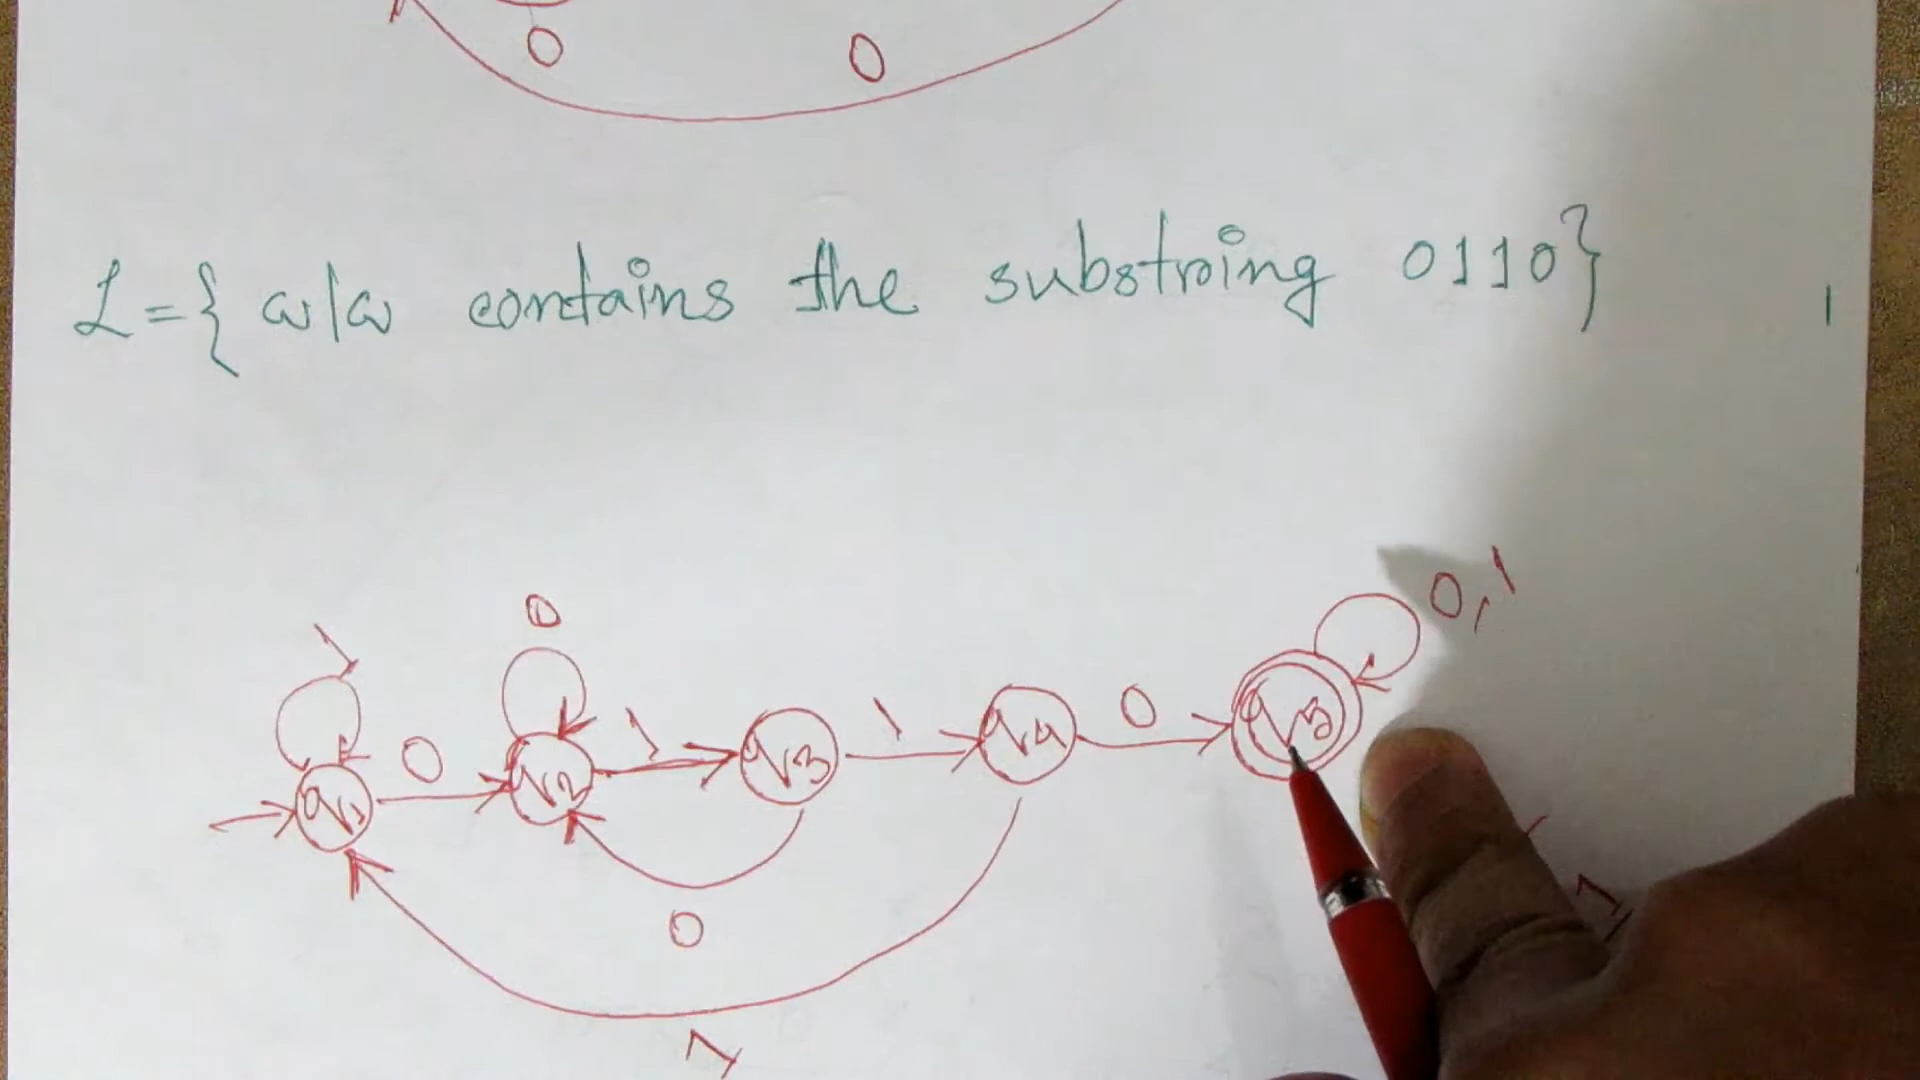 0 0
L={ω/ω contains the substring 0110}
1
0 0,1
1 0 1 1 0
q1 q2 q3 q4 q5
0
1
1